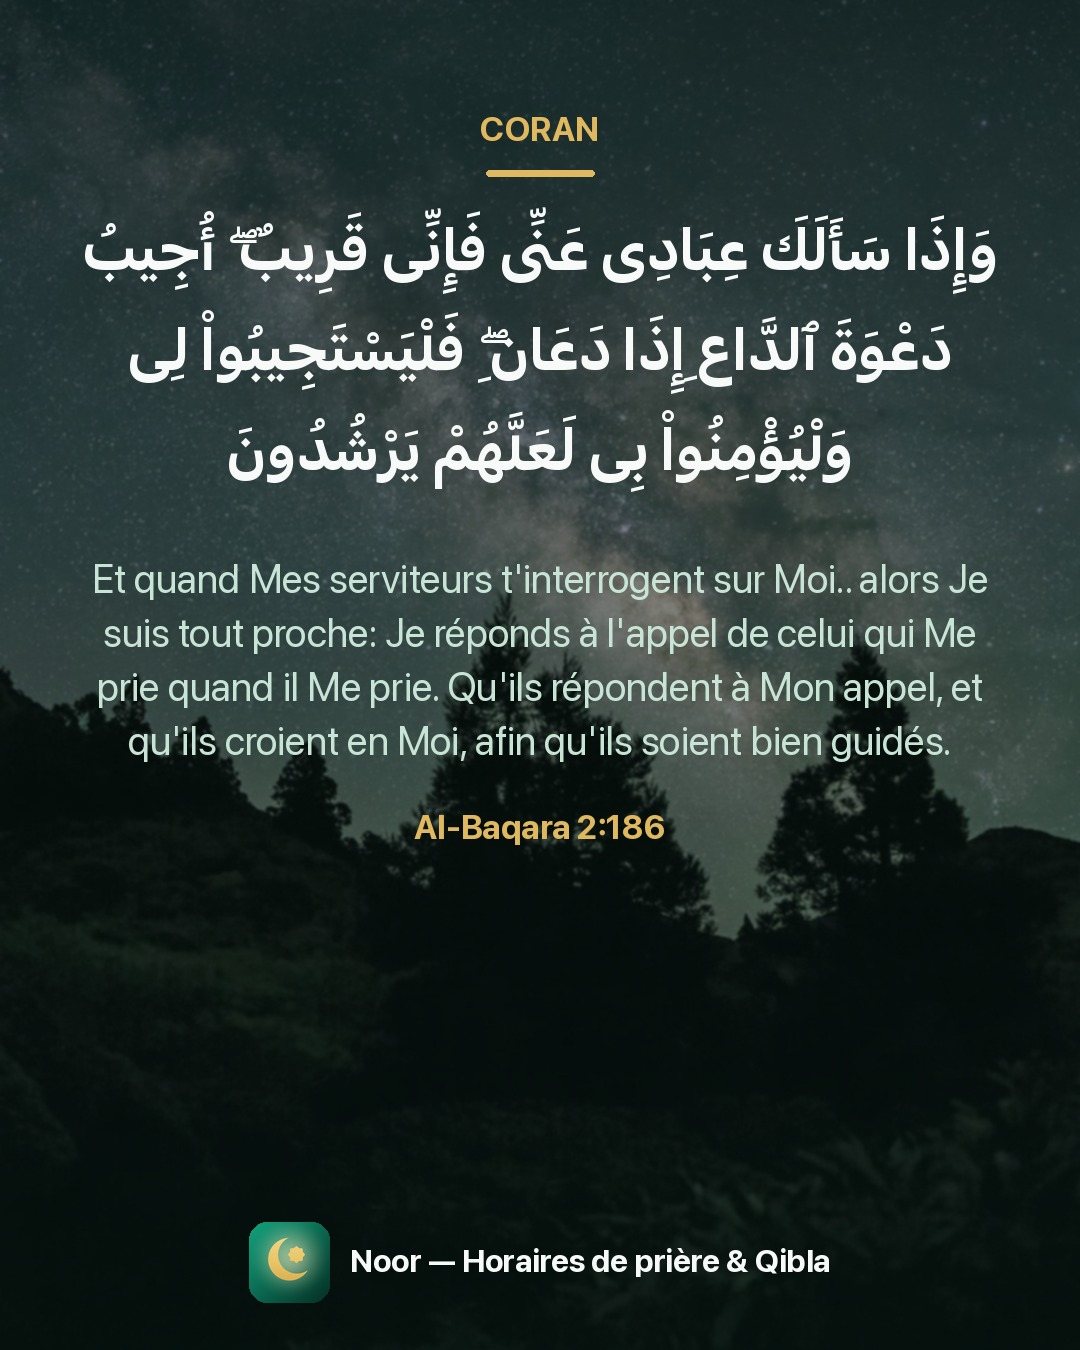 CORAN
وَإِذَا سَأَلَكَ عِبَادِى عَنِّى فَإِنِّى قَرِيبٌ ۖ أُجِيبُ
دَعْوَةَ ٱلدَّاعِ إِذَا دَعَانِ ۖ فَلْيَسْتَجِيبُوا۟ لِى
وَلْيُؤْمِنُوا۟ بِى لَعَلَّهُمْ يَرْشُدُونَ
Et quand Mes serviteurs t'interrogent sur Moi.. alors Je
suis tout proche: Je réponds à l'appel de celui qui Me
prie quand il Me prie. Qu'ils répondent à Mon appel, et
qu'ils croient en Moi, afin qu'ils soient bien guidés.
Al-Baqara 2:186
Noor — Horaires de prière & Qibla